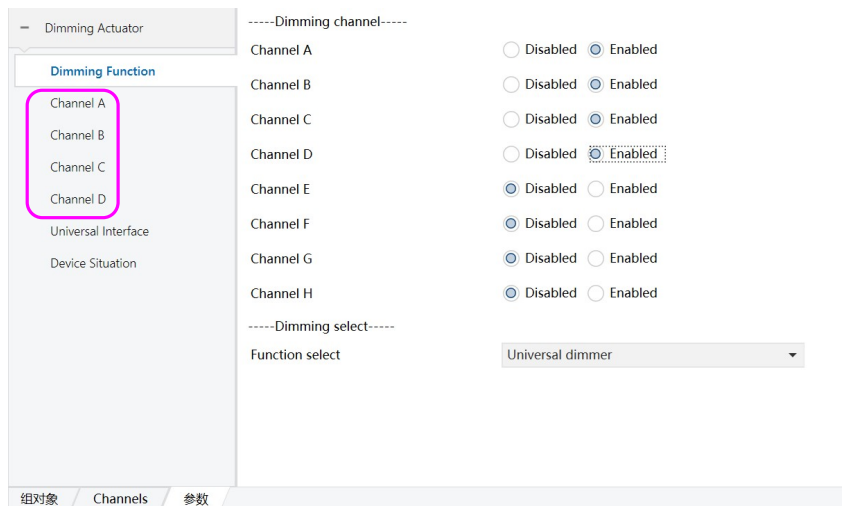 − Dimming Actuator
Dimming Function
Channel A
Channel B
Channel C
Channel D
Universal Interface
Device Situation
-----Dimming channel-----
Channel A Disabled Enabled
Channel B Disabled Enabled
Channel C Disabled Enabled
Channel D Disabled Enabled
Channel E Disabled Enabled
Channel F Disabled Enabled
Channel G Disabled Enabled
Channel H Disabled Enabled
-----Dimming select-----
Function select Universal dimmer
组对象 Channels 参数